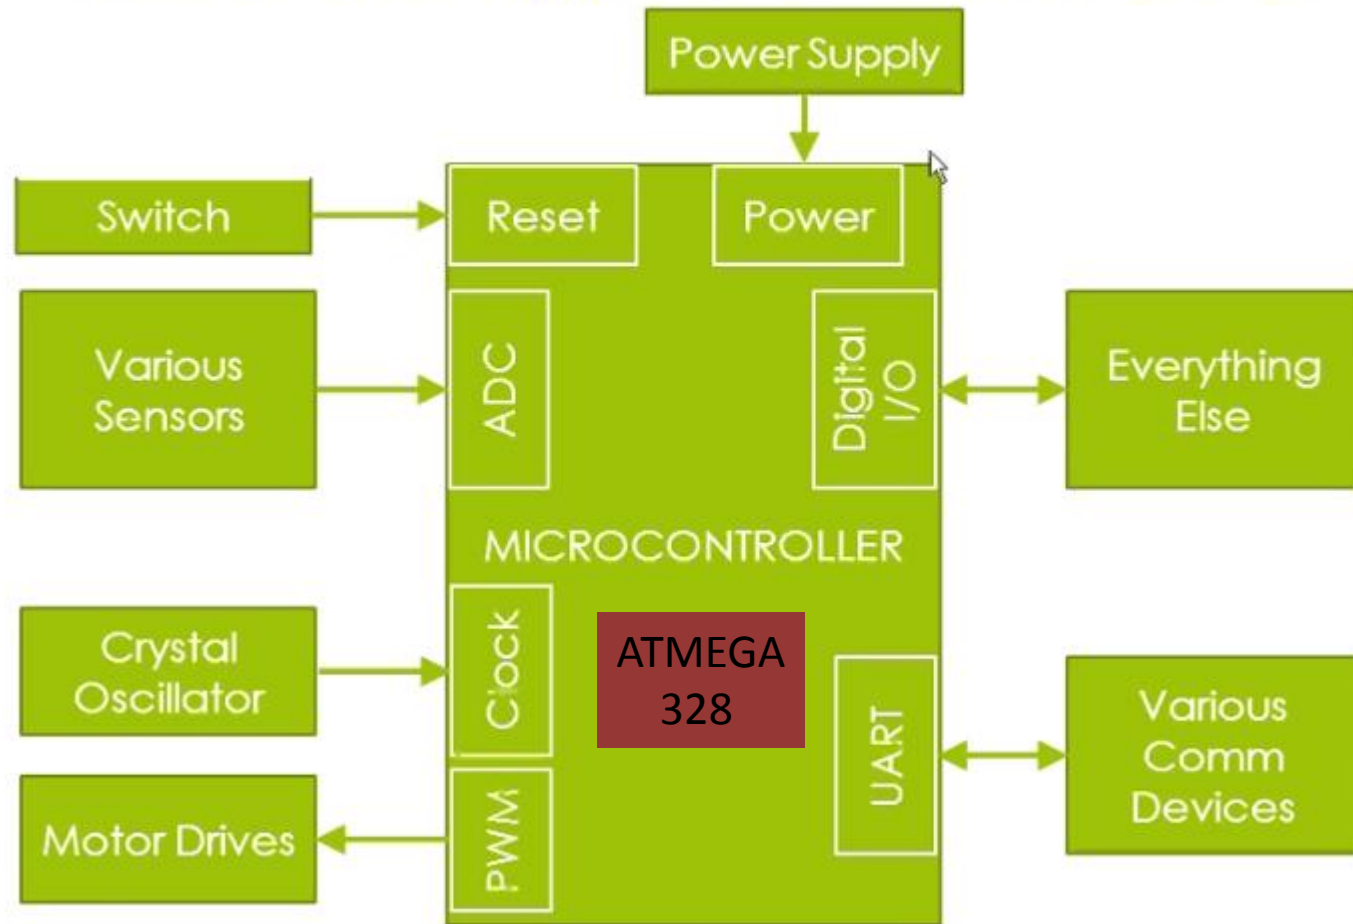 Power Supply
Switch
Reset
Power
Various
Sensors
ADC
Digital
I/O
Everything
Else
MICROCONTROLLER
Crystal
Oscillator
Clock
ATMEGA
328
UART
Various
Comm
Devices
Motor Drives
PWM